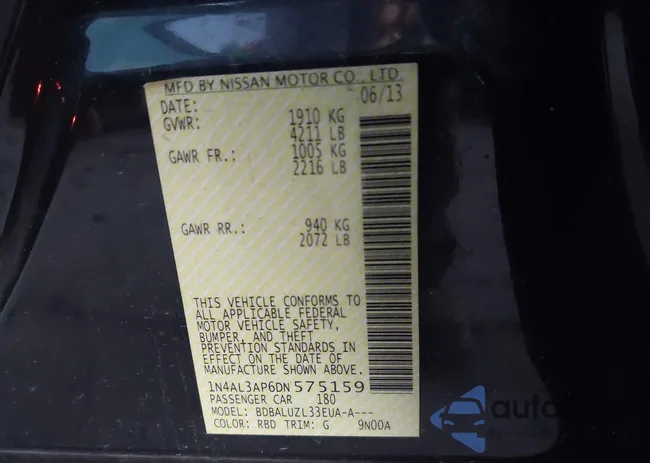 MFD BY NISSAN MOTOR CO., LTD.
DATE: 06/13
GVWR: 1910 KG
4211 LB
GAWR FR.: 1005 KG
2216 LB
GAWR RR.: 940 KG
2072 LB
THIS VEHICLE CONFORMS TO
ALL APPLICABLE FEDERAL
MOTOR VEHICLE SAFETY,
BUMPER, AND THEFT
PREVENTION STANDARDS IN
EFFECT ON THE DATE OF
MANUFACTURE SHOWN ABOVE.
1N4AL3AP6DN575159
PASSENGER CAR 180
MODEL: BDBALUZL33EUA-A---
COLOR: RBD TRIM: G 9N00A